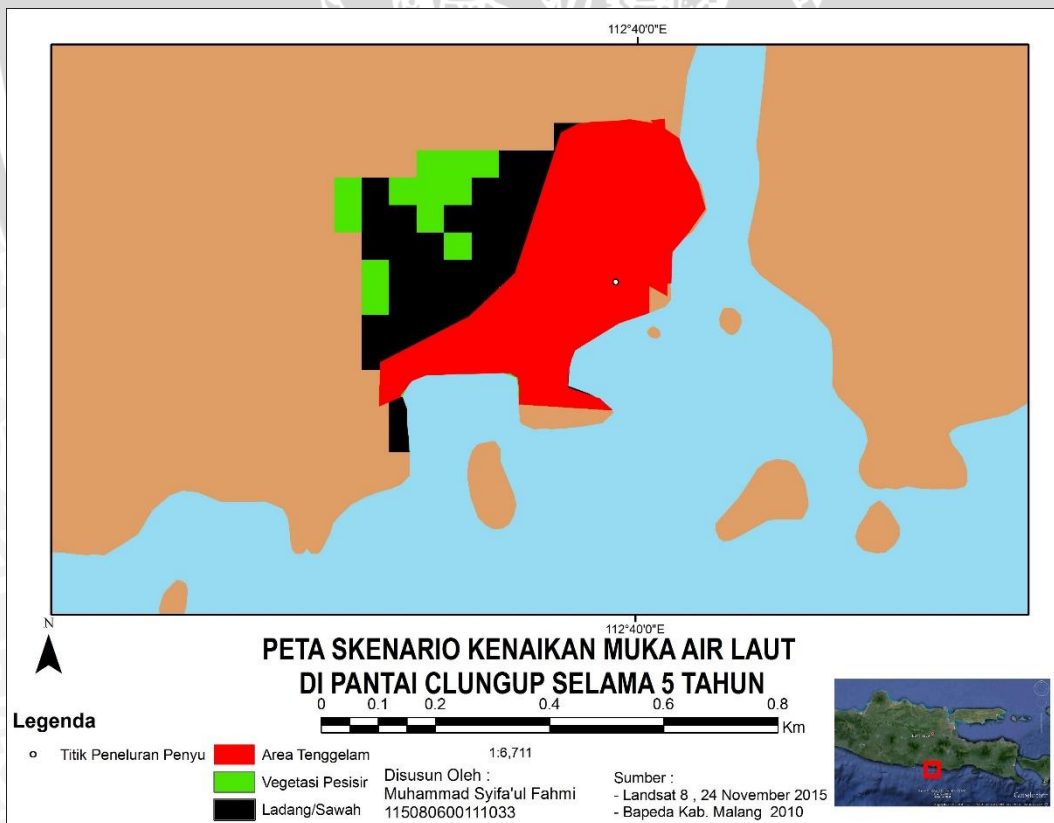 112°40'0"E
112°40'0"E
N
PETA SKENARIO KENAIKAN MUKA AIR LAUT
DI PANTAI CLUNGUP SELAMA 5 TAHUN
0 0.1 0.2 0.4 0.6 0.8
Km
1:6,711
Legenda
Titik Peneluran Penyu
Area Tenggelam
Vegetasi Pesisir
Ladang/Sawah
Disusun Oleh :
Muhammad Syifa'ul Fahmi
115080600111033
Sumber :
- Landsat 8 , 24 November 2015
- Bapeda Kab. Malang 2010